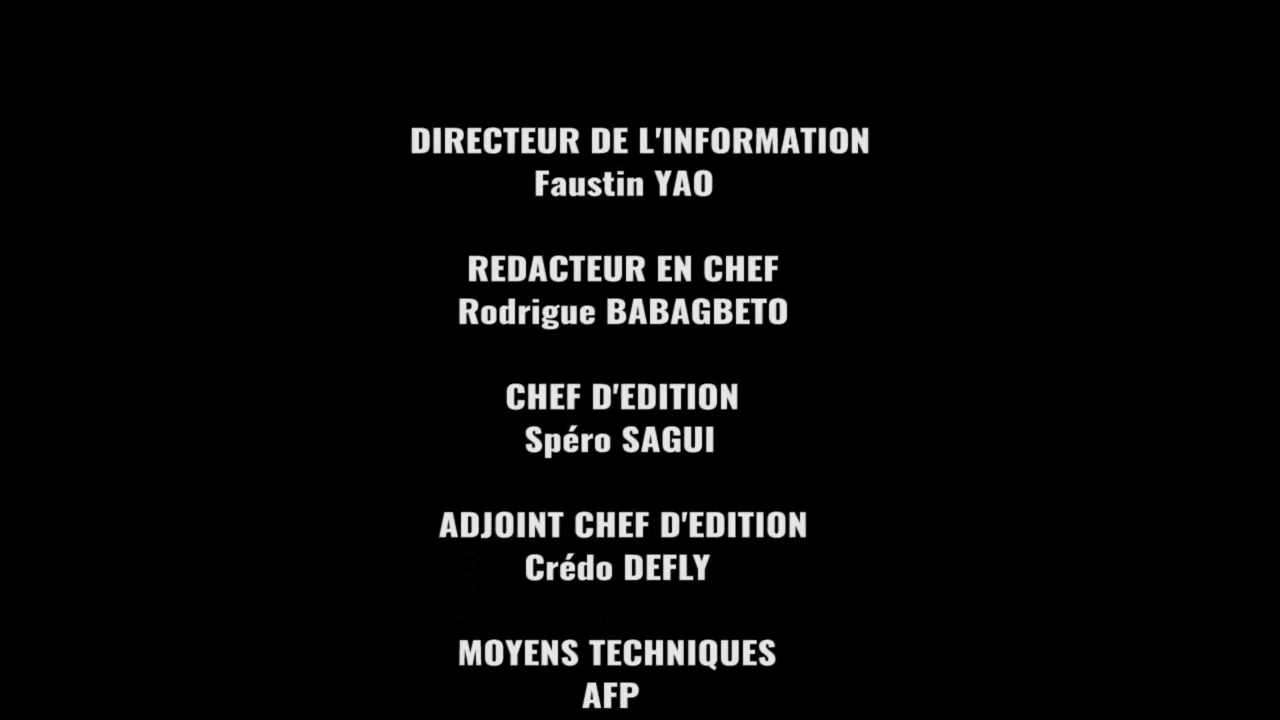 DIRECTEUR DE L'INFORMATION
Faustin YAO
REDACTEUR EN CHEF
Rodrigue BABAGBETO
CHEF D'EDITION
Spéro SAGUI
ADJOINT CHEF D'EDITION
Crédo DEFLY
MOYENS TECHNIQUES
AFP